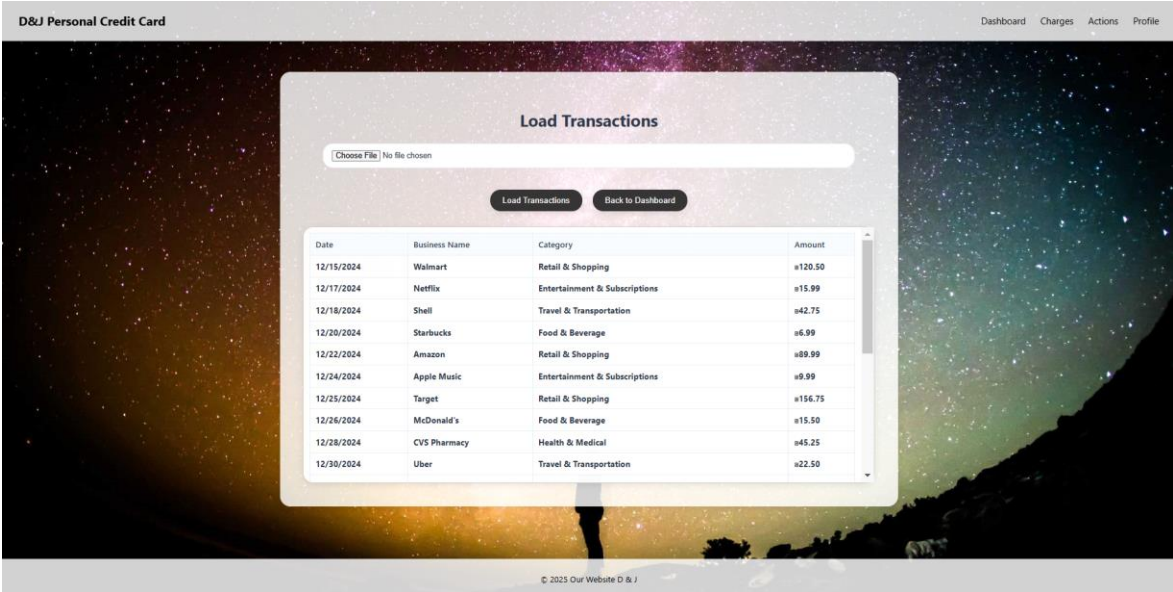 D&J Personal Credit Card
Dashboard Charges Actions Profile
Load Transactions
Choose File No file chosen
Load Transactions Back to Dashboard
Date Business Name Category Amount
12/15/2024 Walmart Retail & Shopping ₪120.50
12/17/2024 Netflix Entertainment & Subscriptions ₪15.99
12/18/2024 Shell Travel & Transportation ₪42.75
12/20/2024 Starbucks Food & Beverage ₪6.99
12/22/2024 Amazon Retail & Shopping ₪89.99
12/24/2024 Apple Music Entertainment & Subscriptions ₪9.99
12/25/2024 Target Retail & Shopping ₪156.75
12/26/2024 McDonald's Food & Beverage ₪15.50
12/28/2024 CVS Pharmacy Health & Medical ₪45.25
12/30/2024 Uber Travel & Transportation ₪22.50
© 2025 Our Website D & J